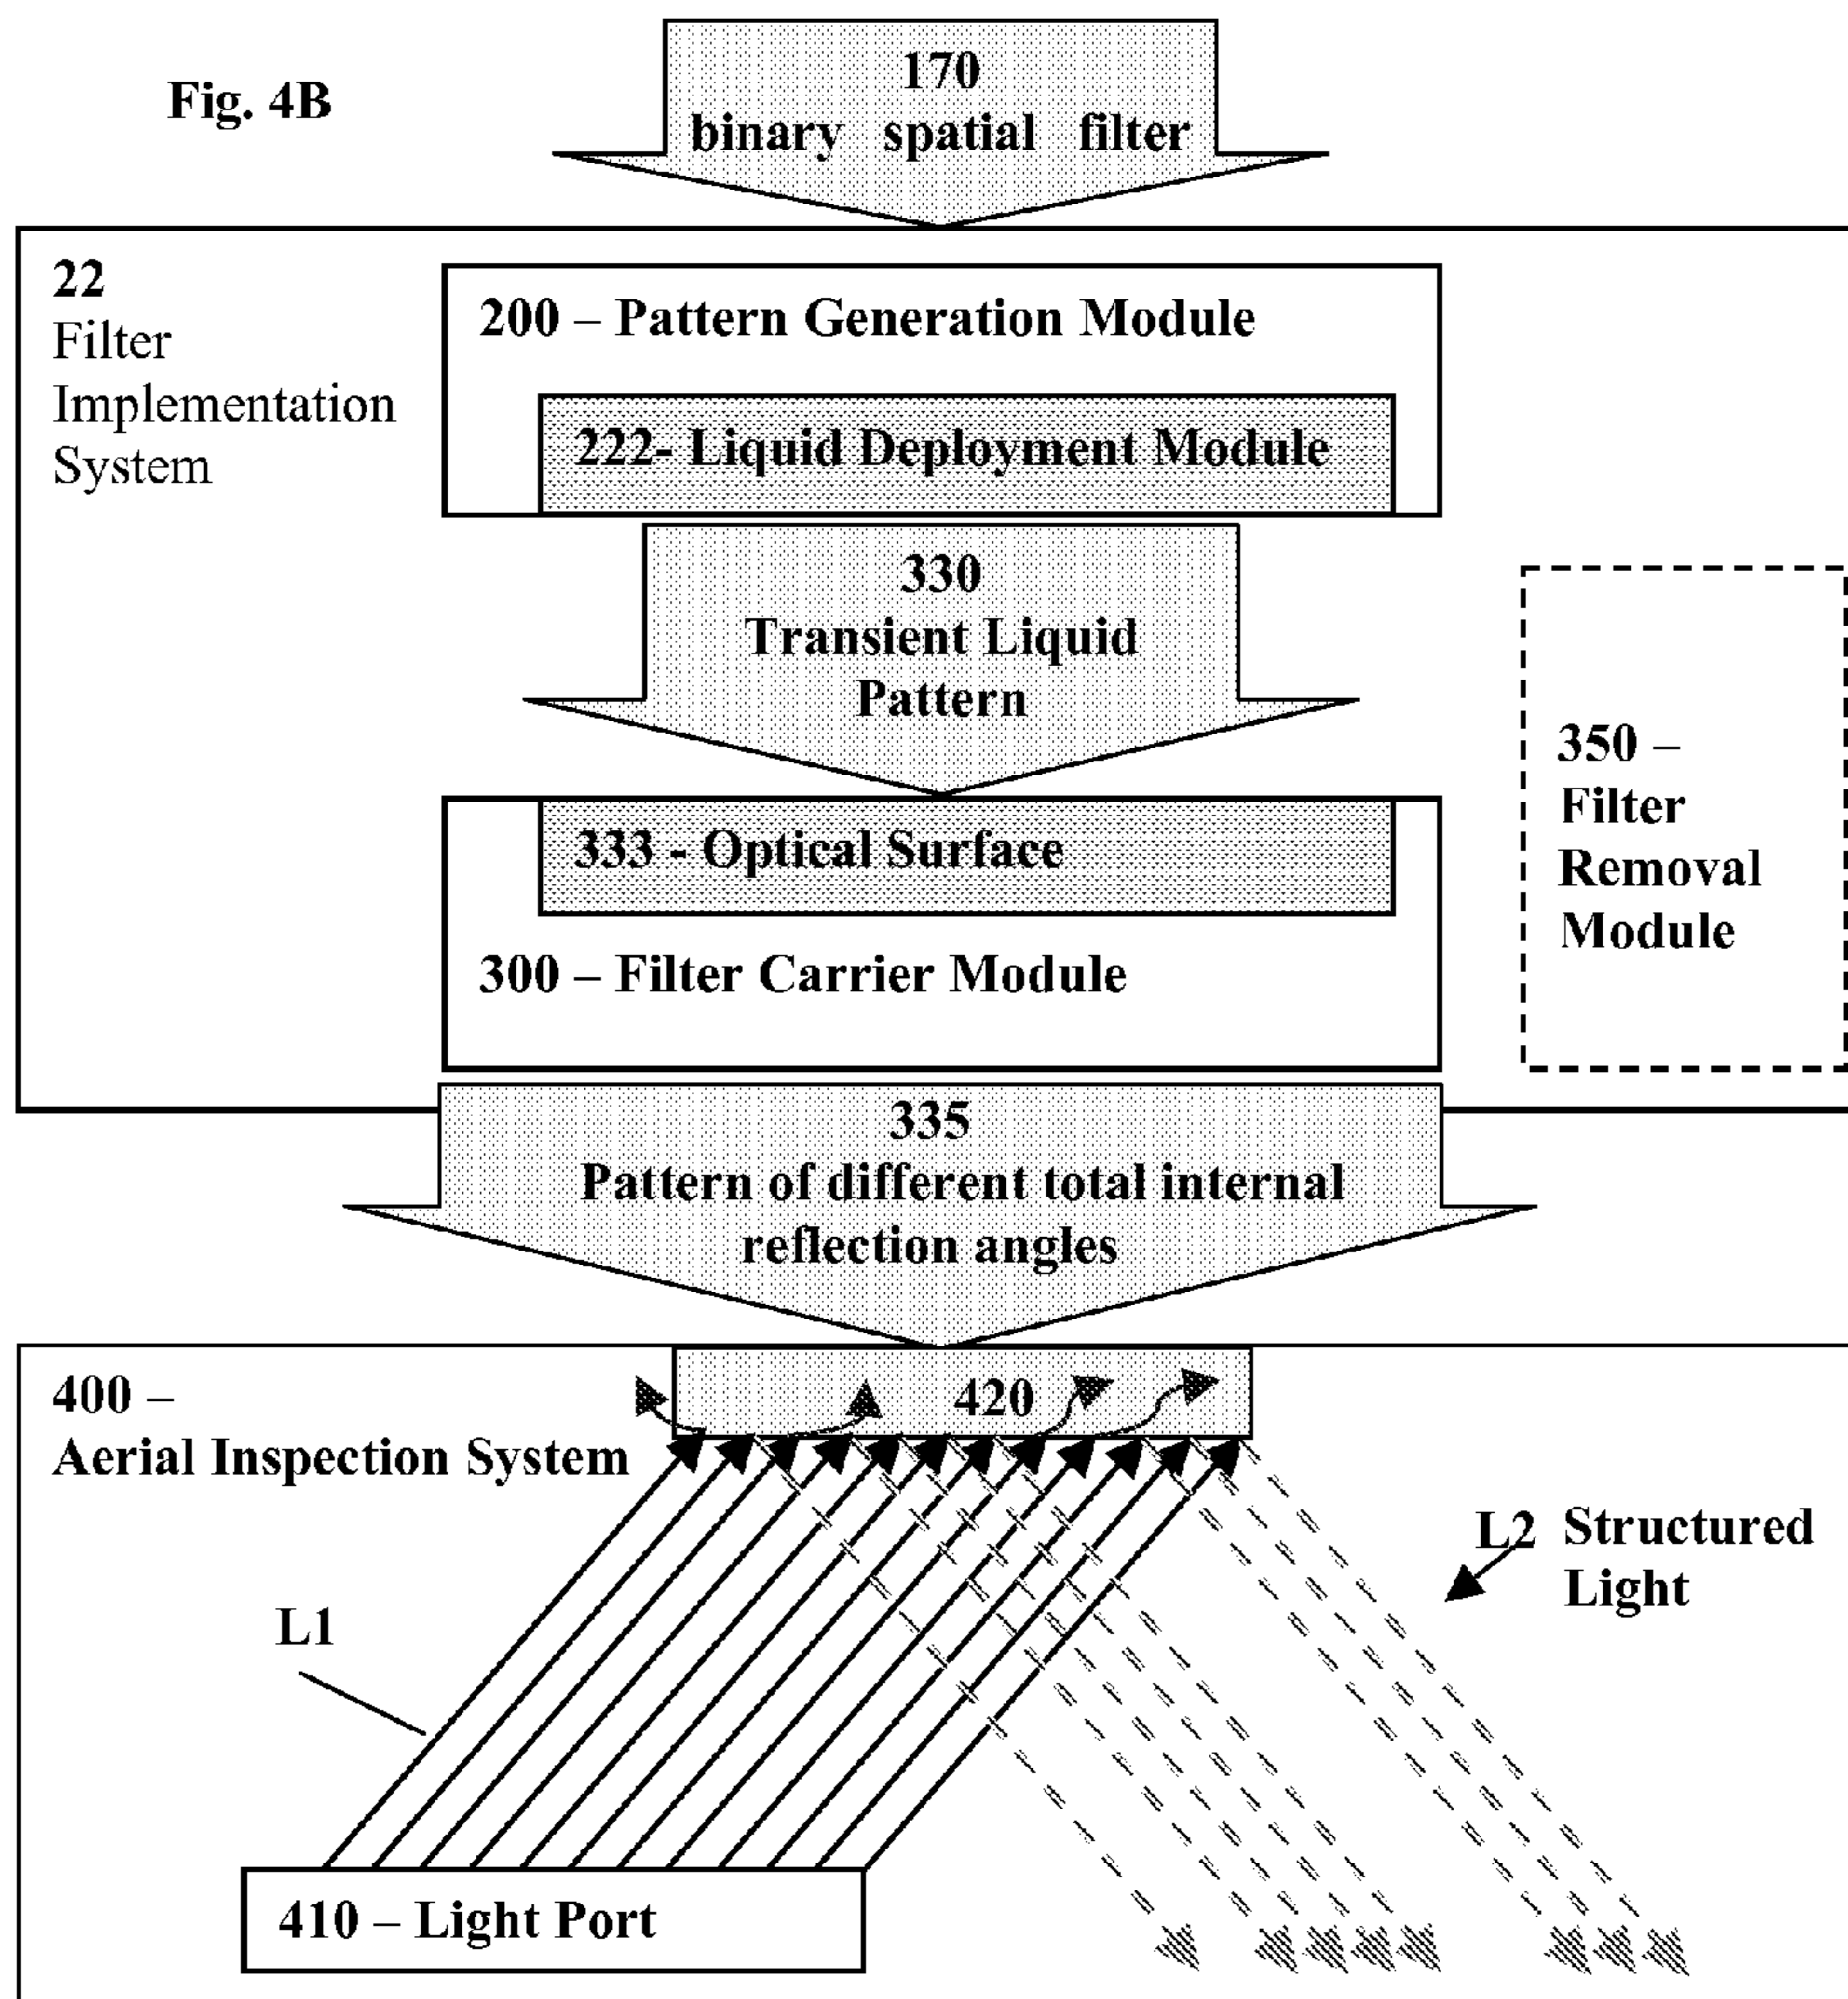 Fig. 4B
170
binary spatial filter
22
Filter
Implementation
System
200 – Pattern Generation Module
222- Liquid Deployment Module
330
Transient Liquid
Pattern
350 –
Filter
Removal
Module
333 - Optical Surface
300 – Filter Carrier Module
335
Pattern of different total internal
reflection angles
400 –
Aerial Inspection System
420
L2 Structured
Light
L1
410 – Light Port